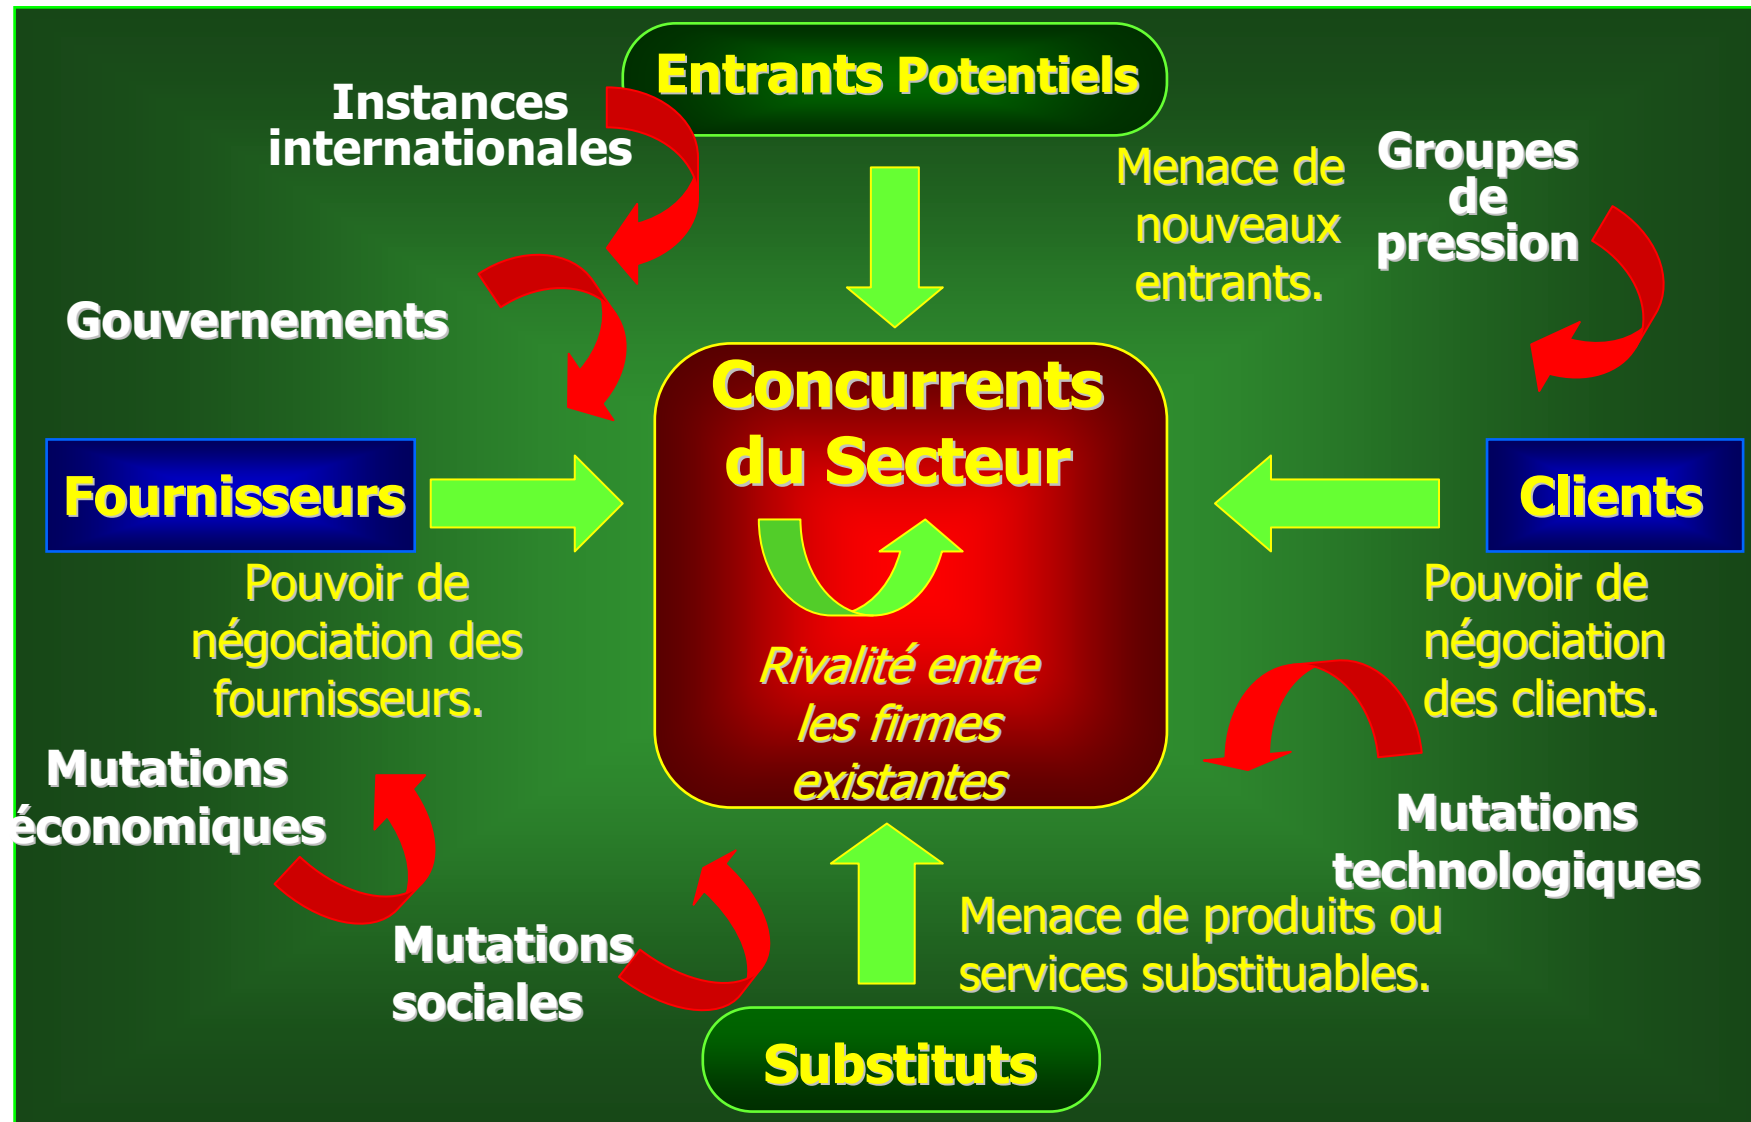 Entrants Potentiels
Instances
internationales
Menace de
nouveaux
entrants.
Groupes
de
pression
Gouvernements
Concurrents
du Secteur
Fournisseurs
Clients
Pouvoir de
négociation des
fournisseurs.
Rivalité entre
les firmes
existantes
Pouvoir de
négociation
des clients.
Mutations
économiques
Mutations
technologiques
Mutations
sociales
Menace de produits ou
services substituables.
Substituts